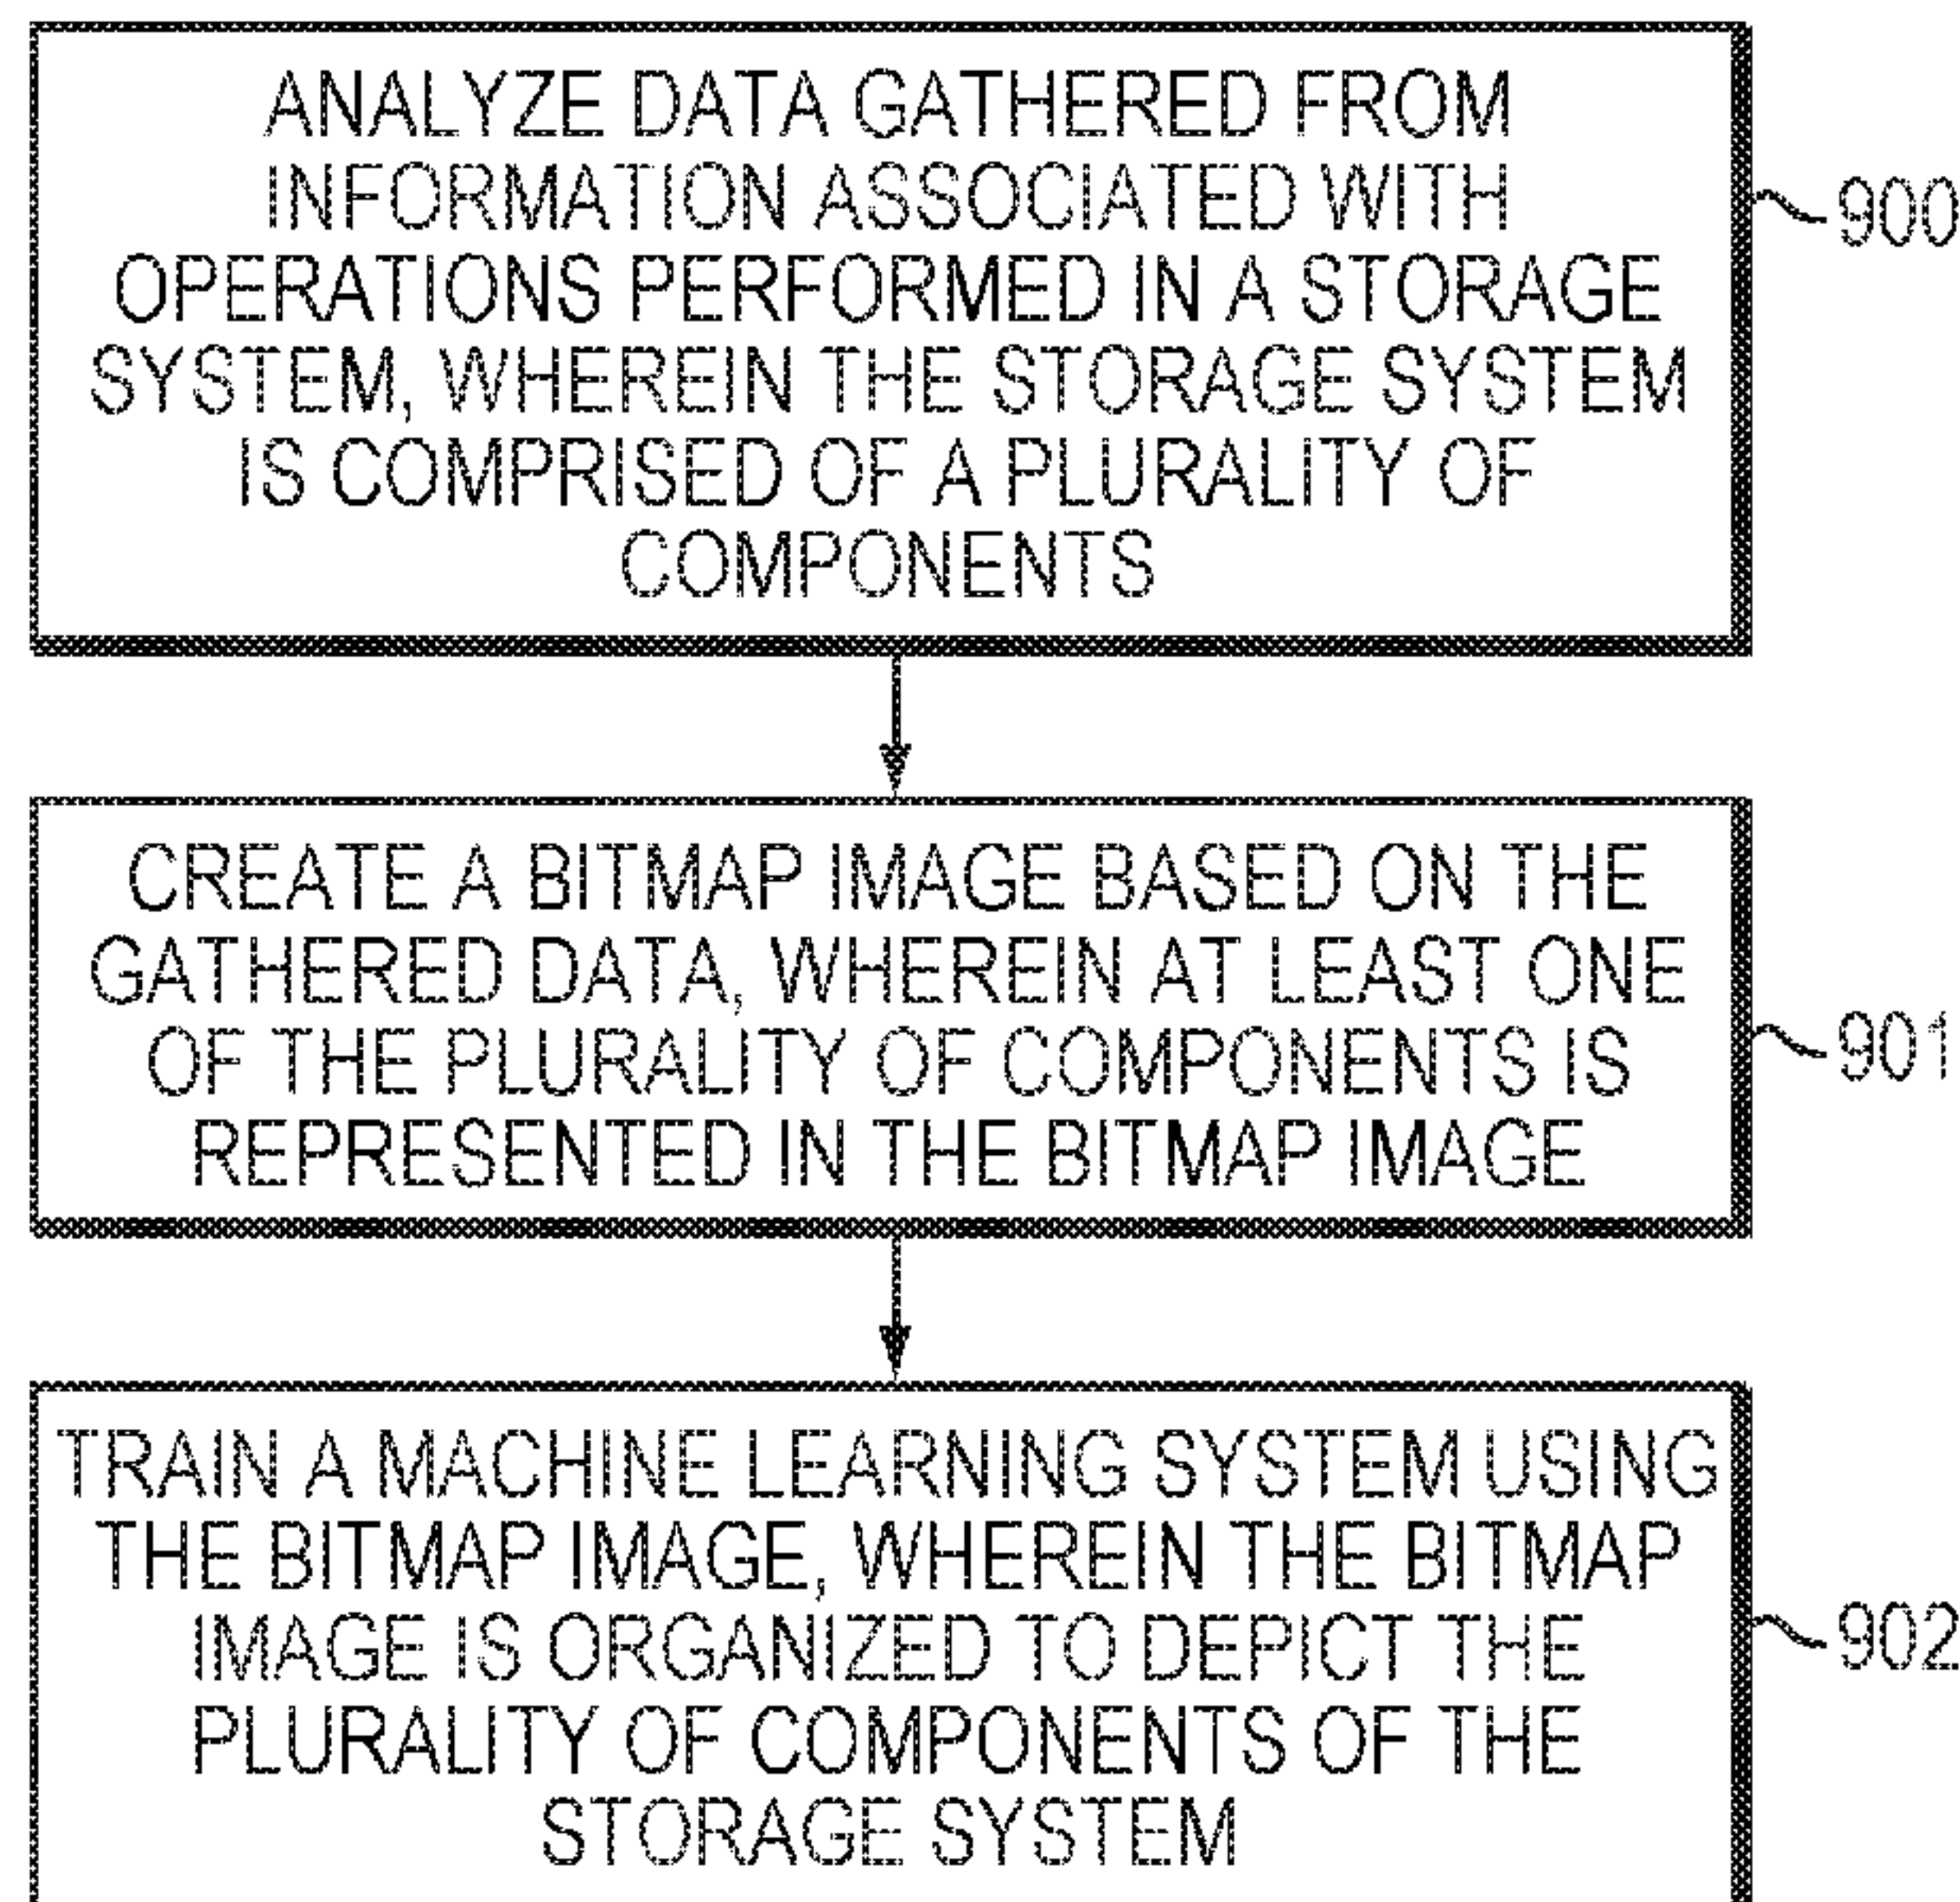 ANALYZE DATA GATHERED FROM
INFORMATION ASSOCIATED WITH
OPERATIONS PERFORMED IN A STORAGE
SYSTEM, WHEREIN THE STORAGE SYSTEM
IS COMPRISED OF A PLURALITY OF
COMPONENTS
900
CREATE A BITMAP IMAGE BASED ON THE
GATHERED DATA, WHEREIN AT LEAST ONE
OF THE PLURALITY OF COMPONENTS IS
REPRESENTED IN THE BITMAP IMAGE
901
TRAIN A MACHINE LEARNING SYSTEM USING
THE BITMAP IMAGE, WHEREIN THE BITMAP
IMAGE IS ORGANIZED TO DEPICT THE
PLURALITY OF COMPONENTS OF THE
STORAGE SYSTEM
902